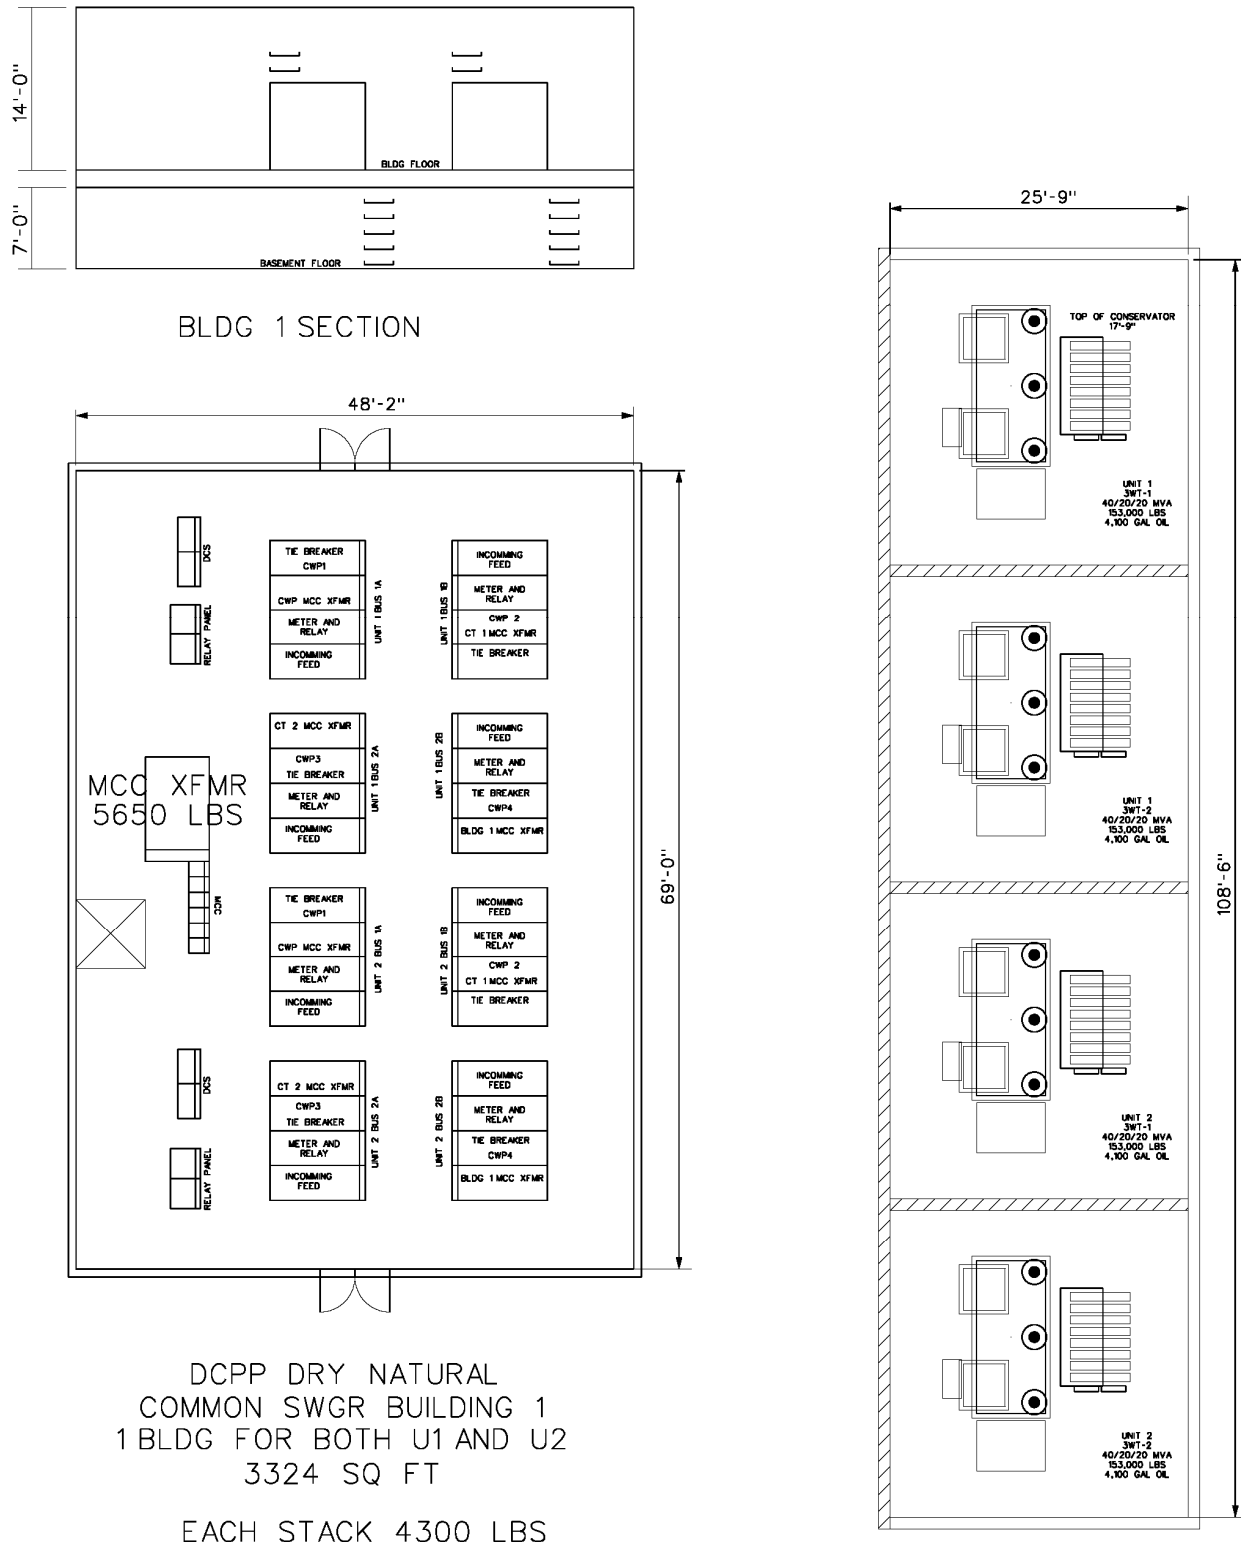 14'-0"
BLDG FLOOR
7'-0"
BASEMENT FLOOR
BLDG 1 SECTION
48'-2"
DCS
RELAY PANEL
TIE BREAKER
CWP1
CWP MCC XFMR
METER AND
RELAY
INCOMMING
FEED
UNIT 1 BUS 1A
UNIT 1 BUS 1B
INCOMMING
FEED
METER AND
RELAY
CWP 2
CT 1 MCC XFMR
TIE BREAKER
MCC XFMR
5650 LBS
MCC
CT 2 MCC XFMR
CWP3
TIE BREAKER
METER AND
RELAY
INCOMMING
FEED
UNIT 1 BUS 2A
UNIT 1 BUS 2B
INCOMMING
FEED
METER AND
RELAY
TIE BREAKER
CWP4
BLDG 1 MCC XFMR
69'-0"
TIE BREAKER
CWP1
CWP MCC XFMR
METER AND
RELAY
INCOMMING
FEED
UNIT 2 BUS 1A
UNIT 2 BUS 1B
INCOMMING
FEED
METER AND
RELAY
CWP 2
CT 1 MCC XFMR
TIE BREAKER
DCS
RELAY PANEL
CT 2 MCC XFMR
CWP3
TIE BREAKER
METER AND
RELAY
INCOMMING
FEED
UNIT 2 BUS 2A
UNIT 2 BUS 2B
INCOMMING
FEED
METER AND
RELAY
TIE BREAKER
CWP4
BLDG 1 MCC XFMR
DCPP DRY NATURAL
COMMON SWGR BUILDING 1
1 BLDG FOR BOTH U1 AND U2
3324 SQ FT
EACH STACK 4300 LBS
25'-9"
TOP OF CONSERVATOR
17'-9"
UNIT 1
3WT-1
40/20/20 MVA
153,000 LBS
4,100 GAL OIL
UNIT 1
3WT-2
40/20/20 MVA
153,000 LBS
4,100 GAL OIL
108'-6"
UNIT 2
3WT-1
40/20/20 MVA
153,000 LBS
4,100 GAL OIL
UNIT 2
3WT-2
40/20/20 MVA
153,000 LBS
4,100 GAL OIL